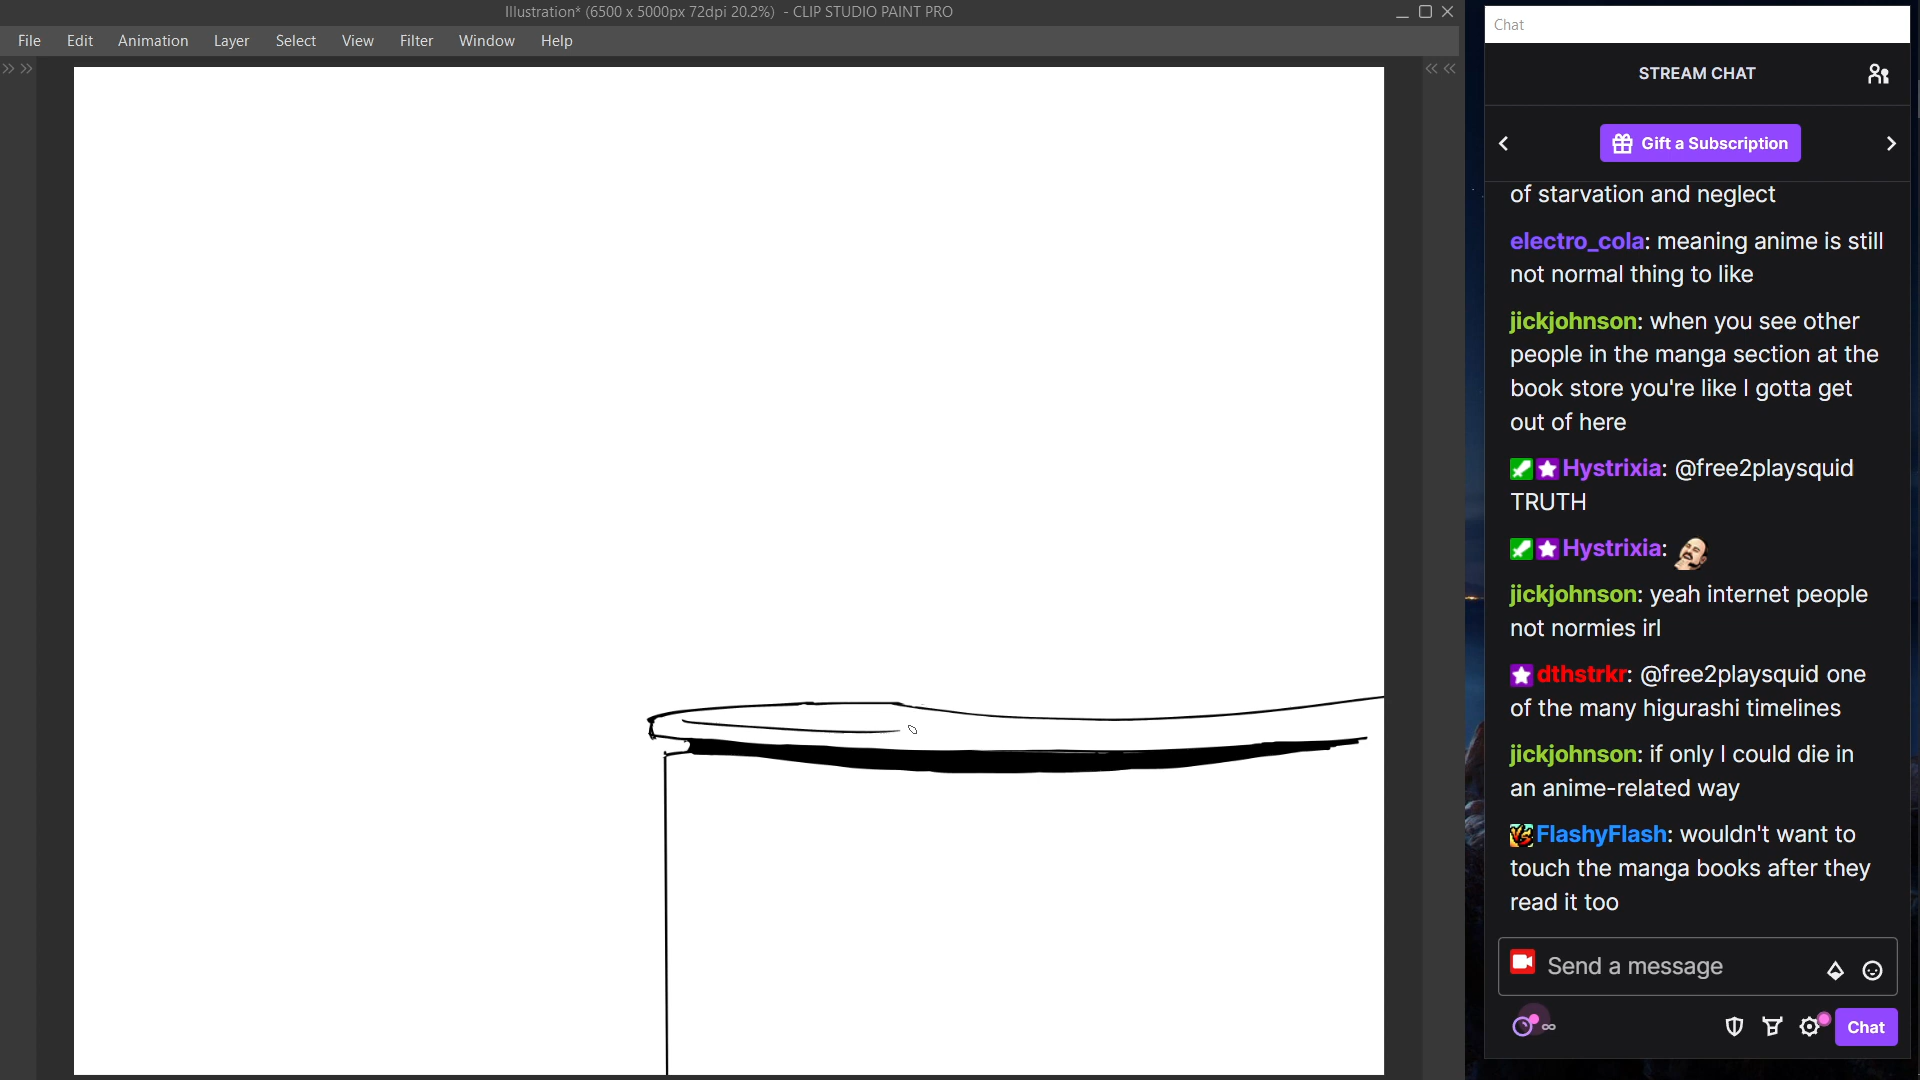 Illustration* (6500 x 5000px 72dpi 20.2%) - CLIP STUDIO PAINT PRO
File Edit Animation Layer Select View Filter Window Help
Chat
STREAM CHAT
Gift a Subscription
of starvation and neglect
electro_cola: meaning anime is still
not normal thing to like
jickjohnson: when you see other
people in the manga section at the
book store you're like I gotta get
out of here
Hystrixia: @free2playsquid
TRUTH
Hystrixia:
jickjohnson: yeah internet people
not normies irl
dthstrkr: @free2playsquid one
of the many higurashi timelines
jickjohnson: if only I could die in
an anime-related way
FlashyFlash: wouldn't want to
touch the manga books after they
read it too
Send a message
Chat